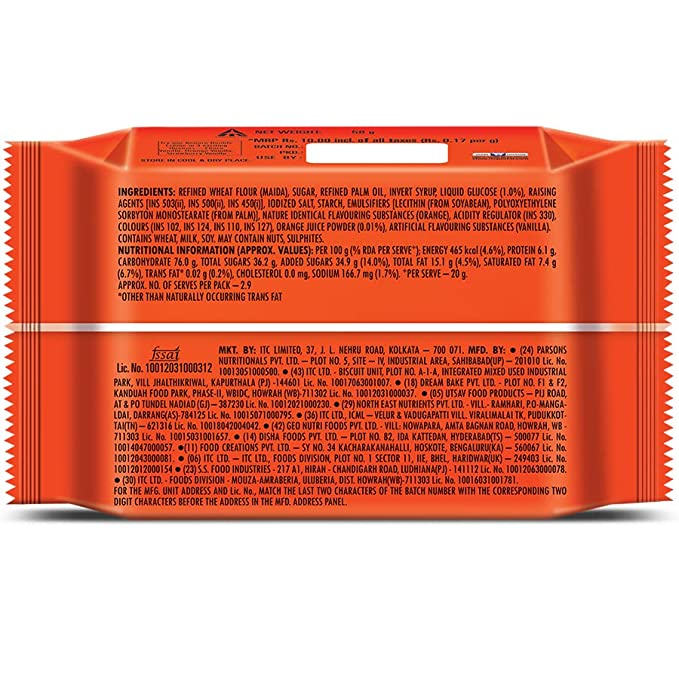 NET WEIGHT: 58 g
*MRP Rs. 10.00 incl. of all taxes (Rs. 0.17 per g)
BATCH NO.
PKD.
USE BY:
STORE IN COOL & DRY PLACE
INGREDIENTS: REFINED WHEAT FLOUR (MAIDA), SUGAR, REFINED PALM OIL, INVERT SYRUP, LIQUID GLUCOSE (1.0%), RAISING
AGENTS [INS 503(ii), INS 500(ii), INS 450(i)], IODIZED SALT, STARCH, EMULSIFIERS [LECITHIN (FROM SOYABEAN), POLYOXYETHYLENE
SORBYTON MONOSTEARATE (FROM PALM)], NATURE IDENTICAL FLAVOURING SUBSTANCES (ORANGE), ACIDITY REGULATOR (INS 330),
COLOURS (INS 102, INS 124, INS 110, INS 127), ORANGE JUICE POWDER (0.01%), ARTIFICIAL FLAVOURING SUBSTANCES (VANILLA).
CONTAINS WHEAT, MILK, SOY. MAY CONTAIN NUTS, SULPHITES.
NUTRITIONAL INFORMATION (APPROX. VALUES): PER 100 g (% RDA PER SERVE*); ENERGY 465 kcal (4.6%), PROTEIN 6.1 g,
CARBOHYDRATE 76.0 g, TOTAL SUGARS 36.2 g, ADDED SUGARS 34.9 g (14.0%), TOTAL FAT 15.1 g (4.5%), SATURATED FAT 7.4 g
(6.7%), TRANS FAT* 0.02 g (0.2%), CHOLESTEROL 0.0 mg, SODIUM 166.7 mg (1.7%). *PER SERVE – 20 g.
APPROX. NO. OF SERVES PER PACK – 2.9
*OTHER THAN NATURALLY OCCURRING TRANS FAT
fssai
Lic. No. 10012031000312
MKT. BY: ITC LIMITED, 37, J. L. NEHRU ROAD, KOLKATA – 700 071. MFD. BY: • (24) PARSONS
NUTRITIONALS PVT. LTD. – PLOT NO. 5, SITE – IV, INDUSTRIAL AREA, SAHIBABAD(UP) – 201010 Lic. No.
10013051000500. • (43) ITC LTD. - BISCUIT UNIT, PLOT NO. A-1-A, INTEGRATED MIXED USED INDUSTRIAL
PARK, VILL JHALTHIKRIWAL, KAPURTHALA (PJ) -144601 Lic. No. 10017063001007. • (18) DREAM BAKE PVT. LTD. - PLOT NO. F1 & F2,
KANDUAH FOOD PARK, PHASE-II, WBIDC, HOWRAH (WB)-711302 Lic. No. 10012031000037. • (05) UTSAV FOOD PRODUCTS – PIJ ROAD,
AT & PO TUNDEL NADIAD (GJ) – 387230 Lic. No. 10012021000230. • (29) NORTH EAST NUTRIENTS PVT. LTD. - VILL.- RAMHARI, P.O-MANGA-
LDAI, DARRANG(AS)-784125 Lic. No. 10015071000795. • (36) ITC LTD., ICML – VELUR & VADUGAPATTI VILL. VIRALIMALAI TK, PUDUKKOT-
TAI(TN) – 621316 Lic. No. 10018042004042. • (42) GEO NUTRI FOODS PVT. LTD. - VILL: NOWAPARA, AMTA BAGNAN ROAD, HOWRAH, WB -
711303 Lic. No. 10015031001657. • (14) DISHA FOODS PVT. LTD. – PLOT NO. 82, IDA KATTEDAN, HYDERABAD(TS) – 500077 Lic. No.
10014047000057. •(11) FOOD CREATIONS PVT. LTD. – SY NO. 34 KACHARAKANAHALLI, HOSKOTE, BENGALURU(KA) – 560067 Lic. No.
10012043000081. • (06) ITC LTD., FOODS DIVISION, PLOT NO. 1 SECTOR 11, IIE, BHEL, HARIDWAR(UK) – 249403 Lic. No.
10012012000154 • (23) S.S. FOOD INDUSTRIES - 217 A1, HIRAN - CHANDIGARH ROAD, LUDHIANA(PJ) - 141112 Lic. No. 10012063000078.
• (30) ITC LTD. - FOODS DIVISION - MOUZA-AMRABERIA, ULUBERIA, DIST. HOWRAH(WB)-711303 Lic. No. 10016031001781.
FOR THE MFG. UNIT ADDRESS AND Lic. No., MATCH THE LAST TWO CHARACTERS OF THE BATCH NUMBER WITH THE CORRESPONDING TWO
DIGIT CHARACTERS BEFORE THE ADDRESS IN THE MFD. ADDRESS PANEL.